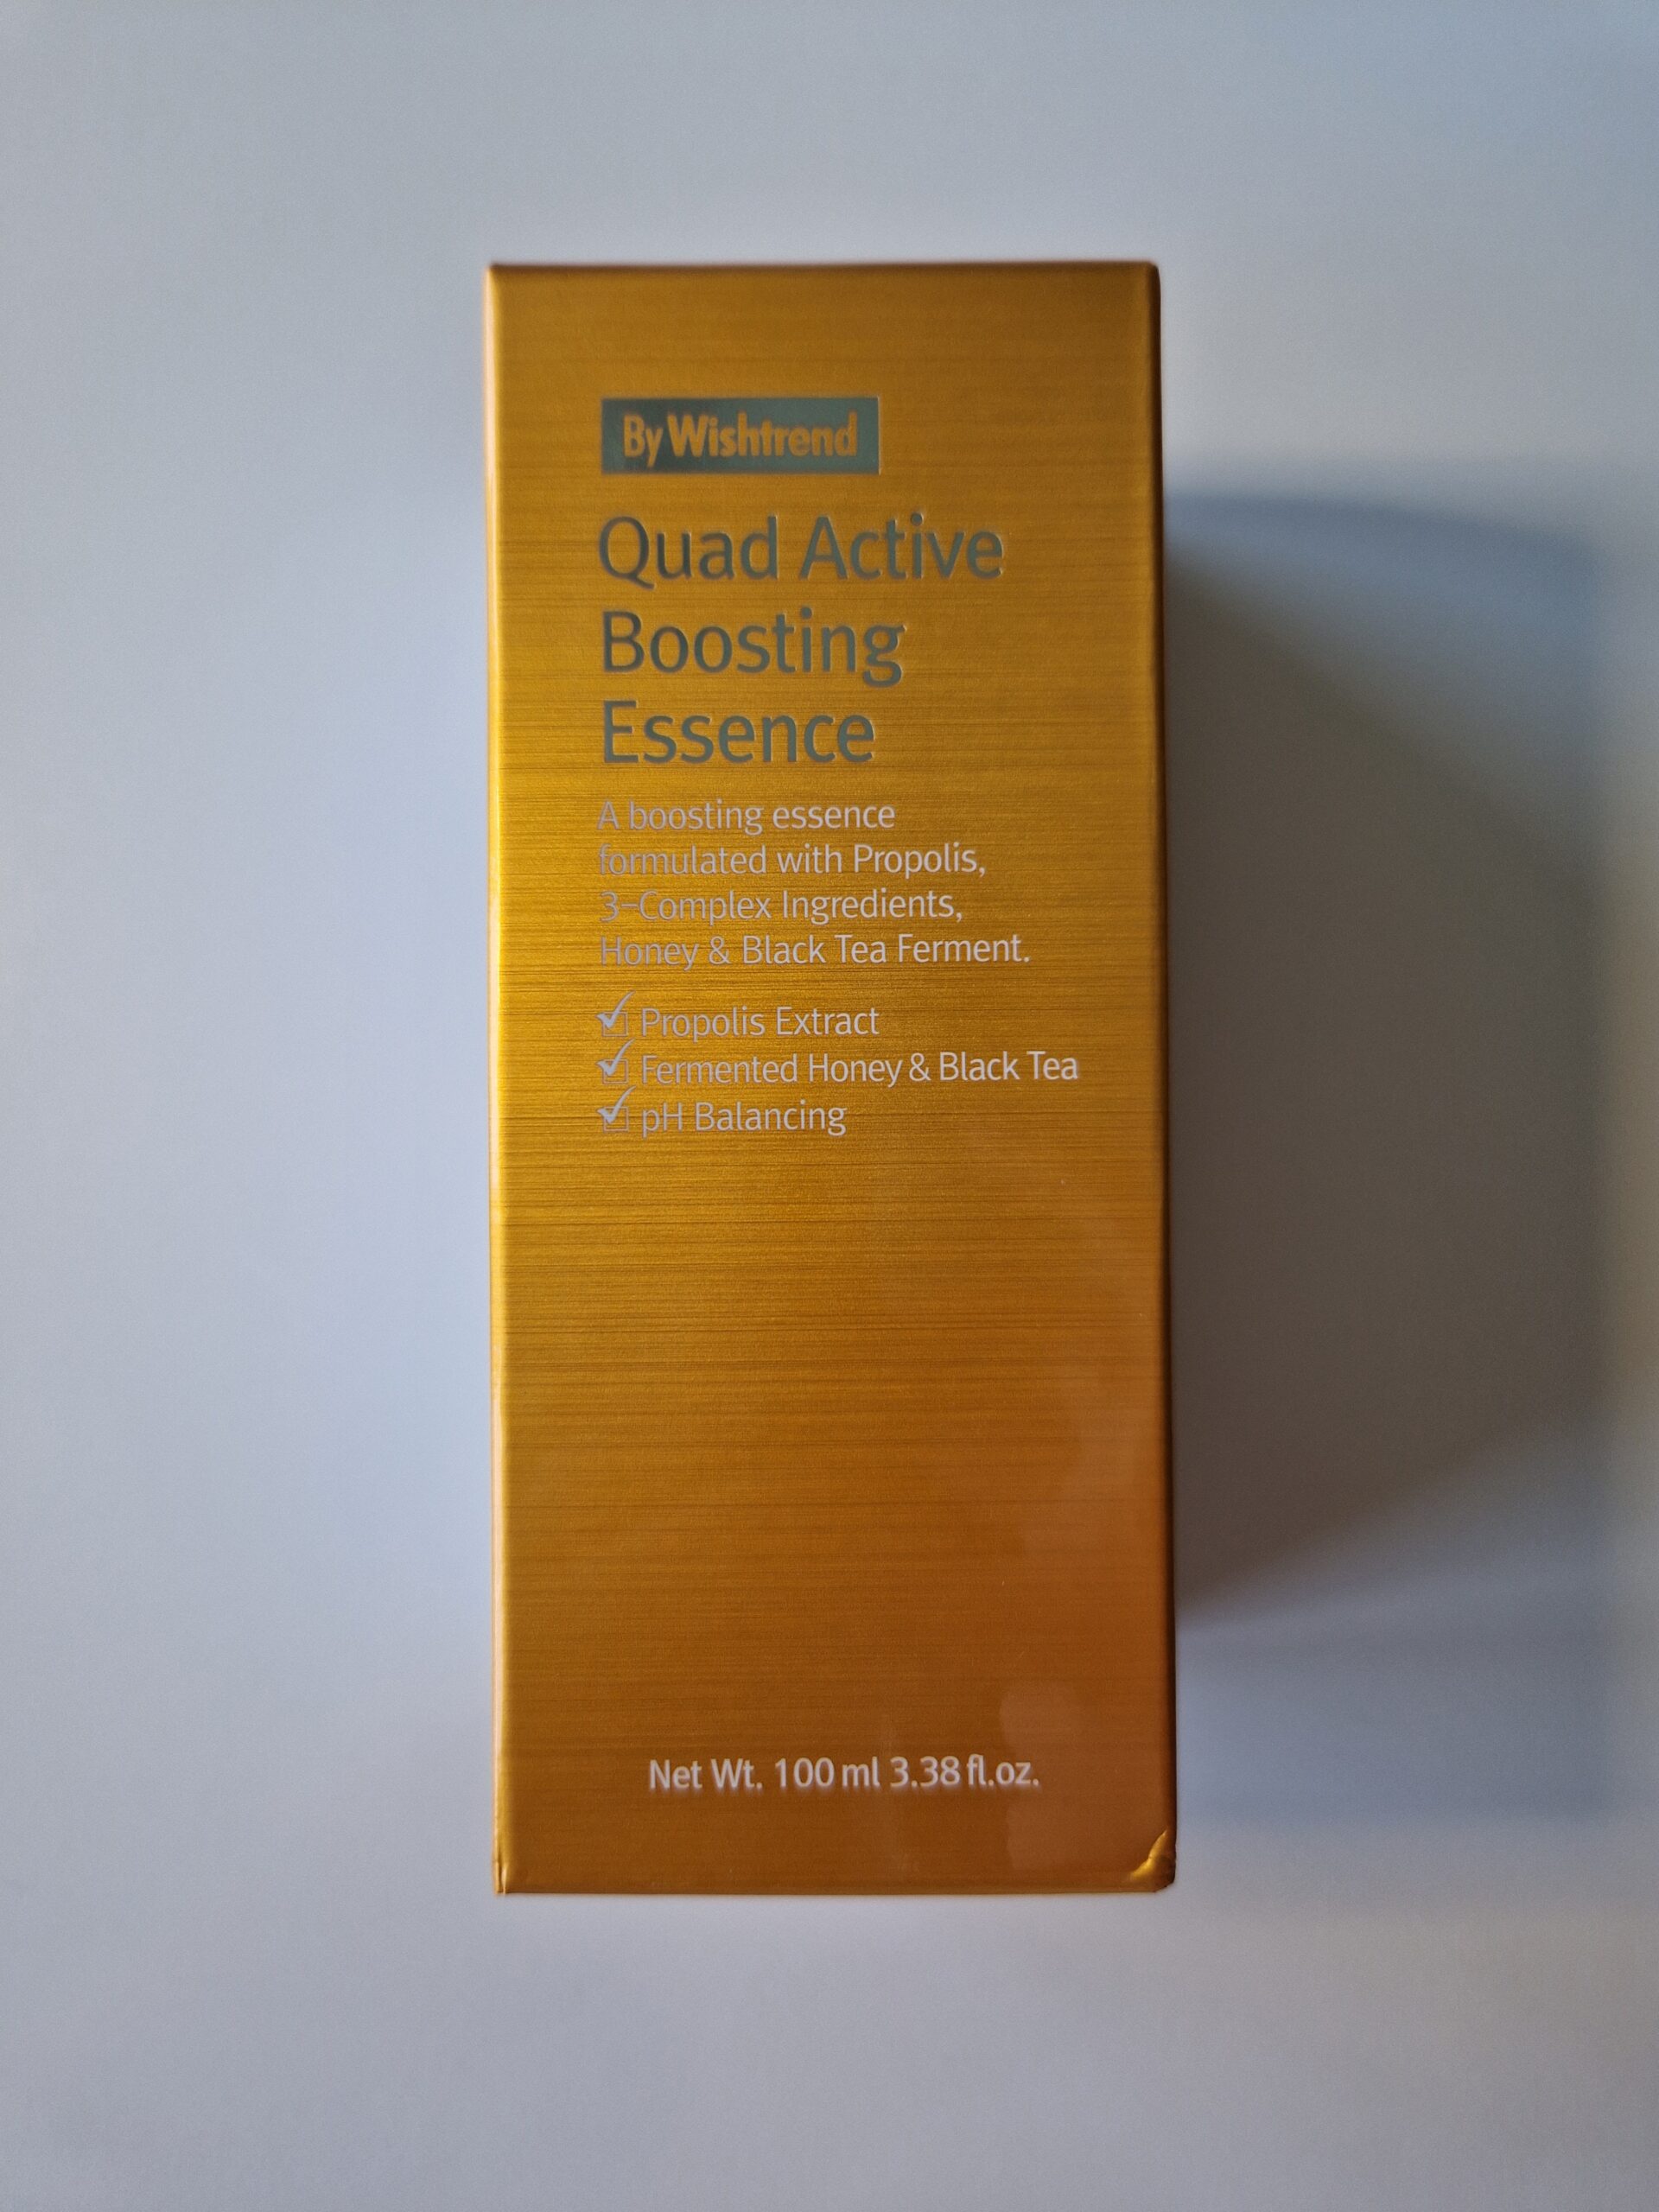 By Wishtrend
Quad Active
Boosting
Essence
A boosting essence
formulated with Propolis,
3-Complex Ingredients,
Honey & Black Tea Ferment.
Propolis Extract
Fermented Honey & Black Tea
pH Balancing
Net Wt. 100 ml 3.38 fl.oz.